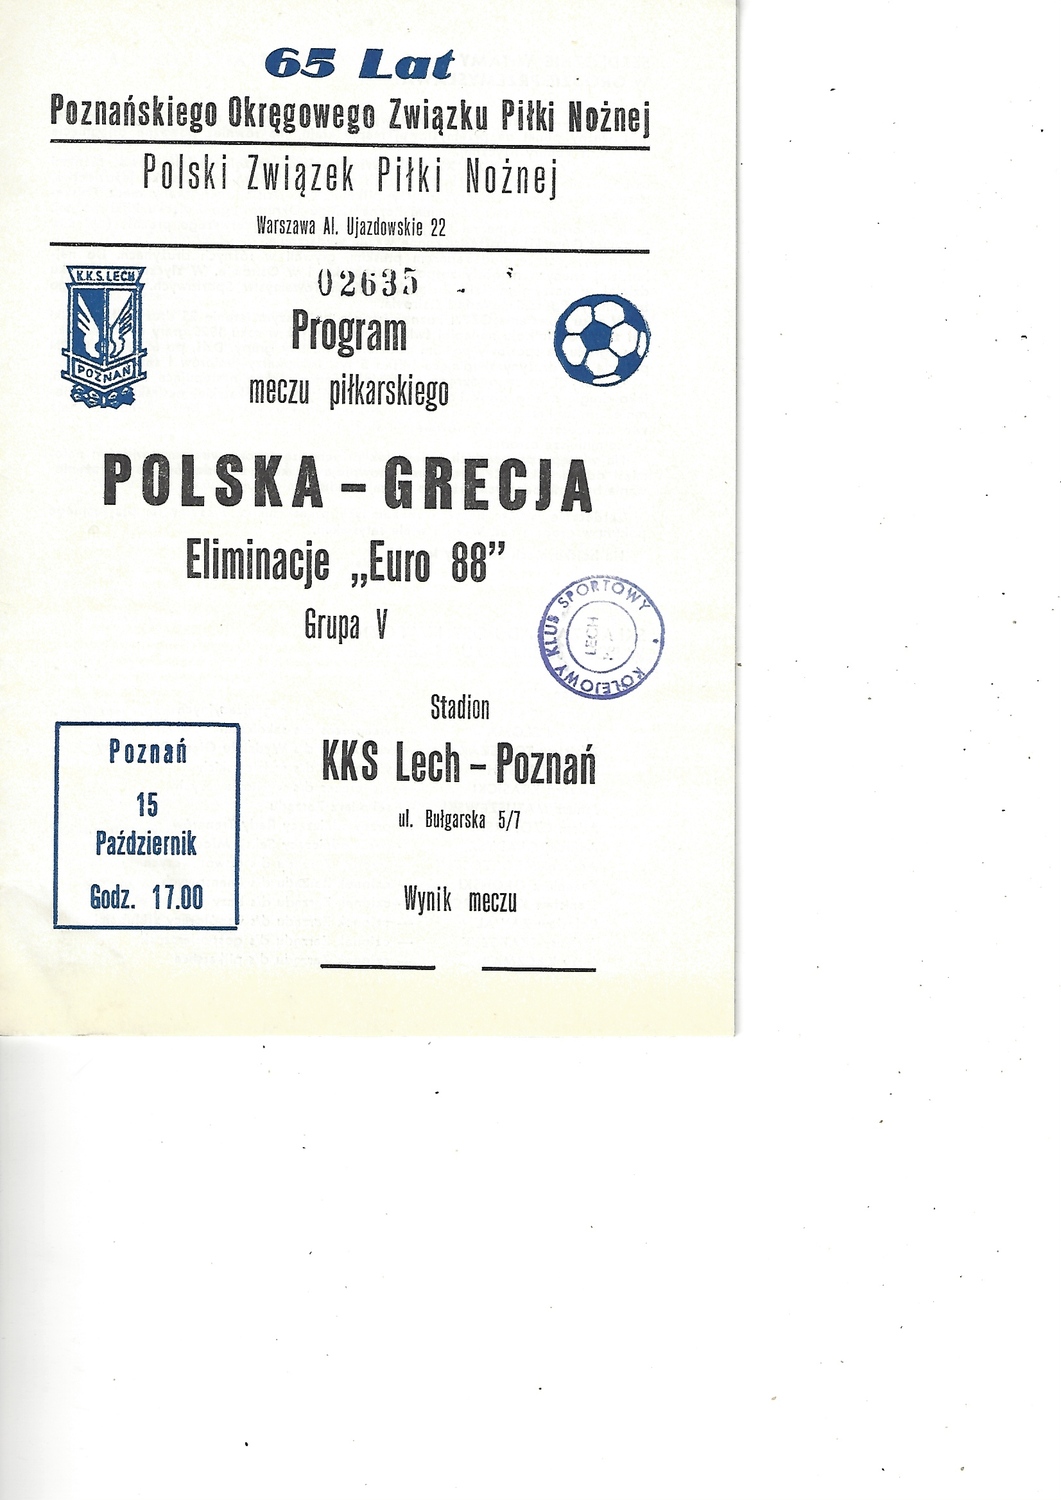 65 Lat
Poznańskiego Okręgowego Związku Piłki Nożnej
Polski Związek Piłki Nożnej
Warszawa Al. Ujazdowskie 22
K.K.S. LECH
POZNAŃ
02635
Program
meczu piłkarskiego
POLSKA – GRECJA
Eliminacje „Euro 88”
Grupa V
KOLEJOWY KLUB SPORTOWY
LECH
Stadion
KKS Lech – Poznań
ul. Bułgarska 5/7
Poznań
15
Październik
Godz. 17.00
Wynik meczu